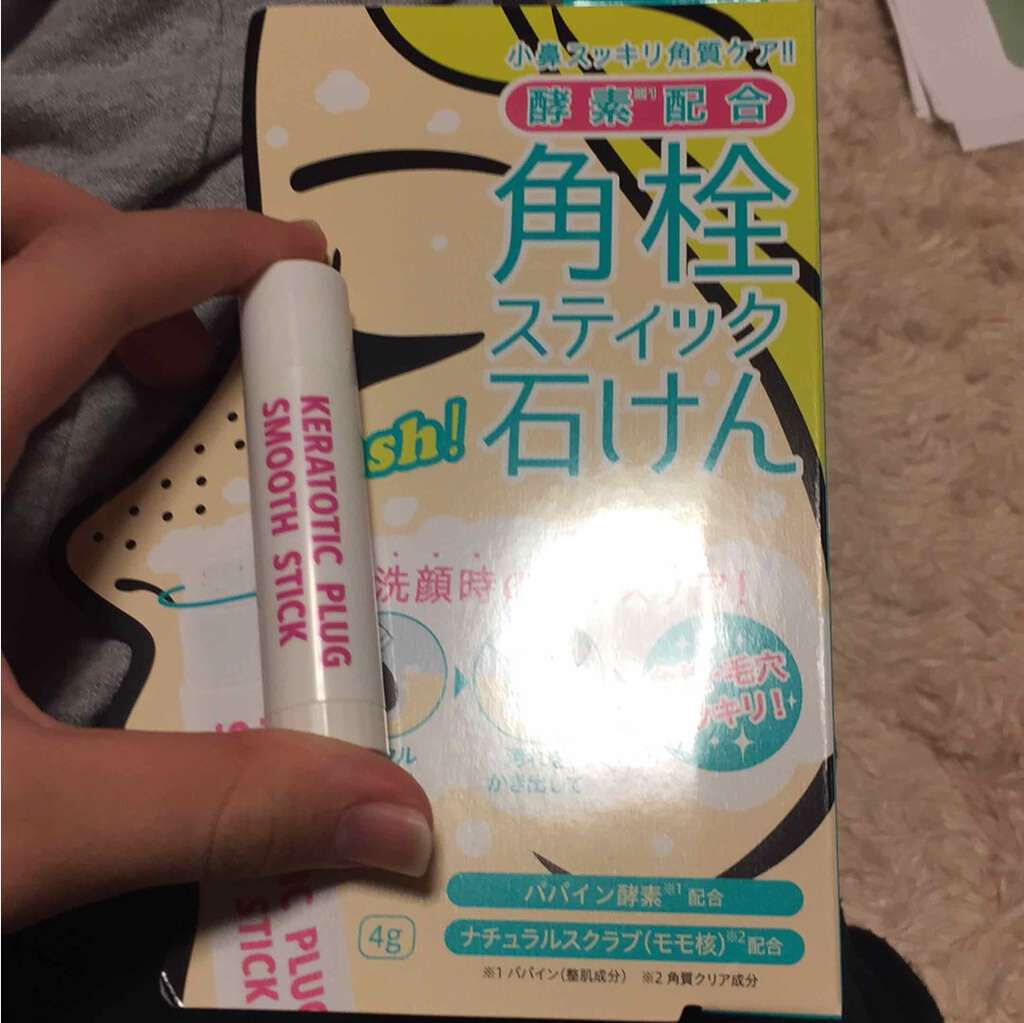 小鼻スッキリ角質ケア!!
酵素※1配合
角栓
スティック
石けん
sh!
KERATOTIC PLUG
SMOOTH STICK
洗顔時
毛穴
キリ!
かき出して
パパイン酵素※1配合
ナチュラルスクラブ(モモ核)※2配合
4g
※1 パパイン(整肌成分) ※2 角質クリア成分
IC PLUG
STICK